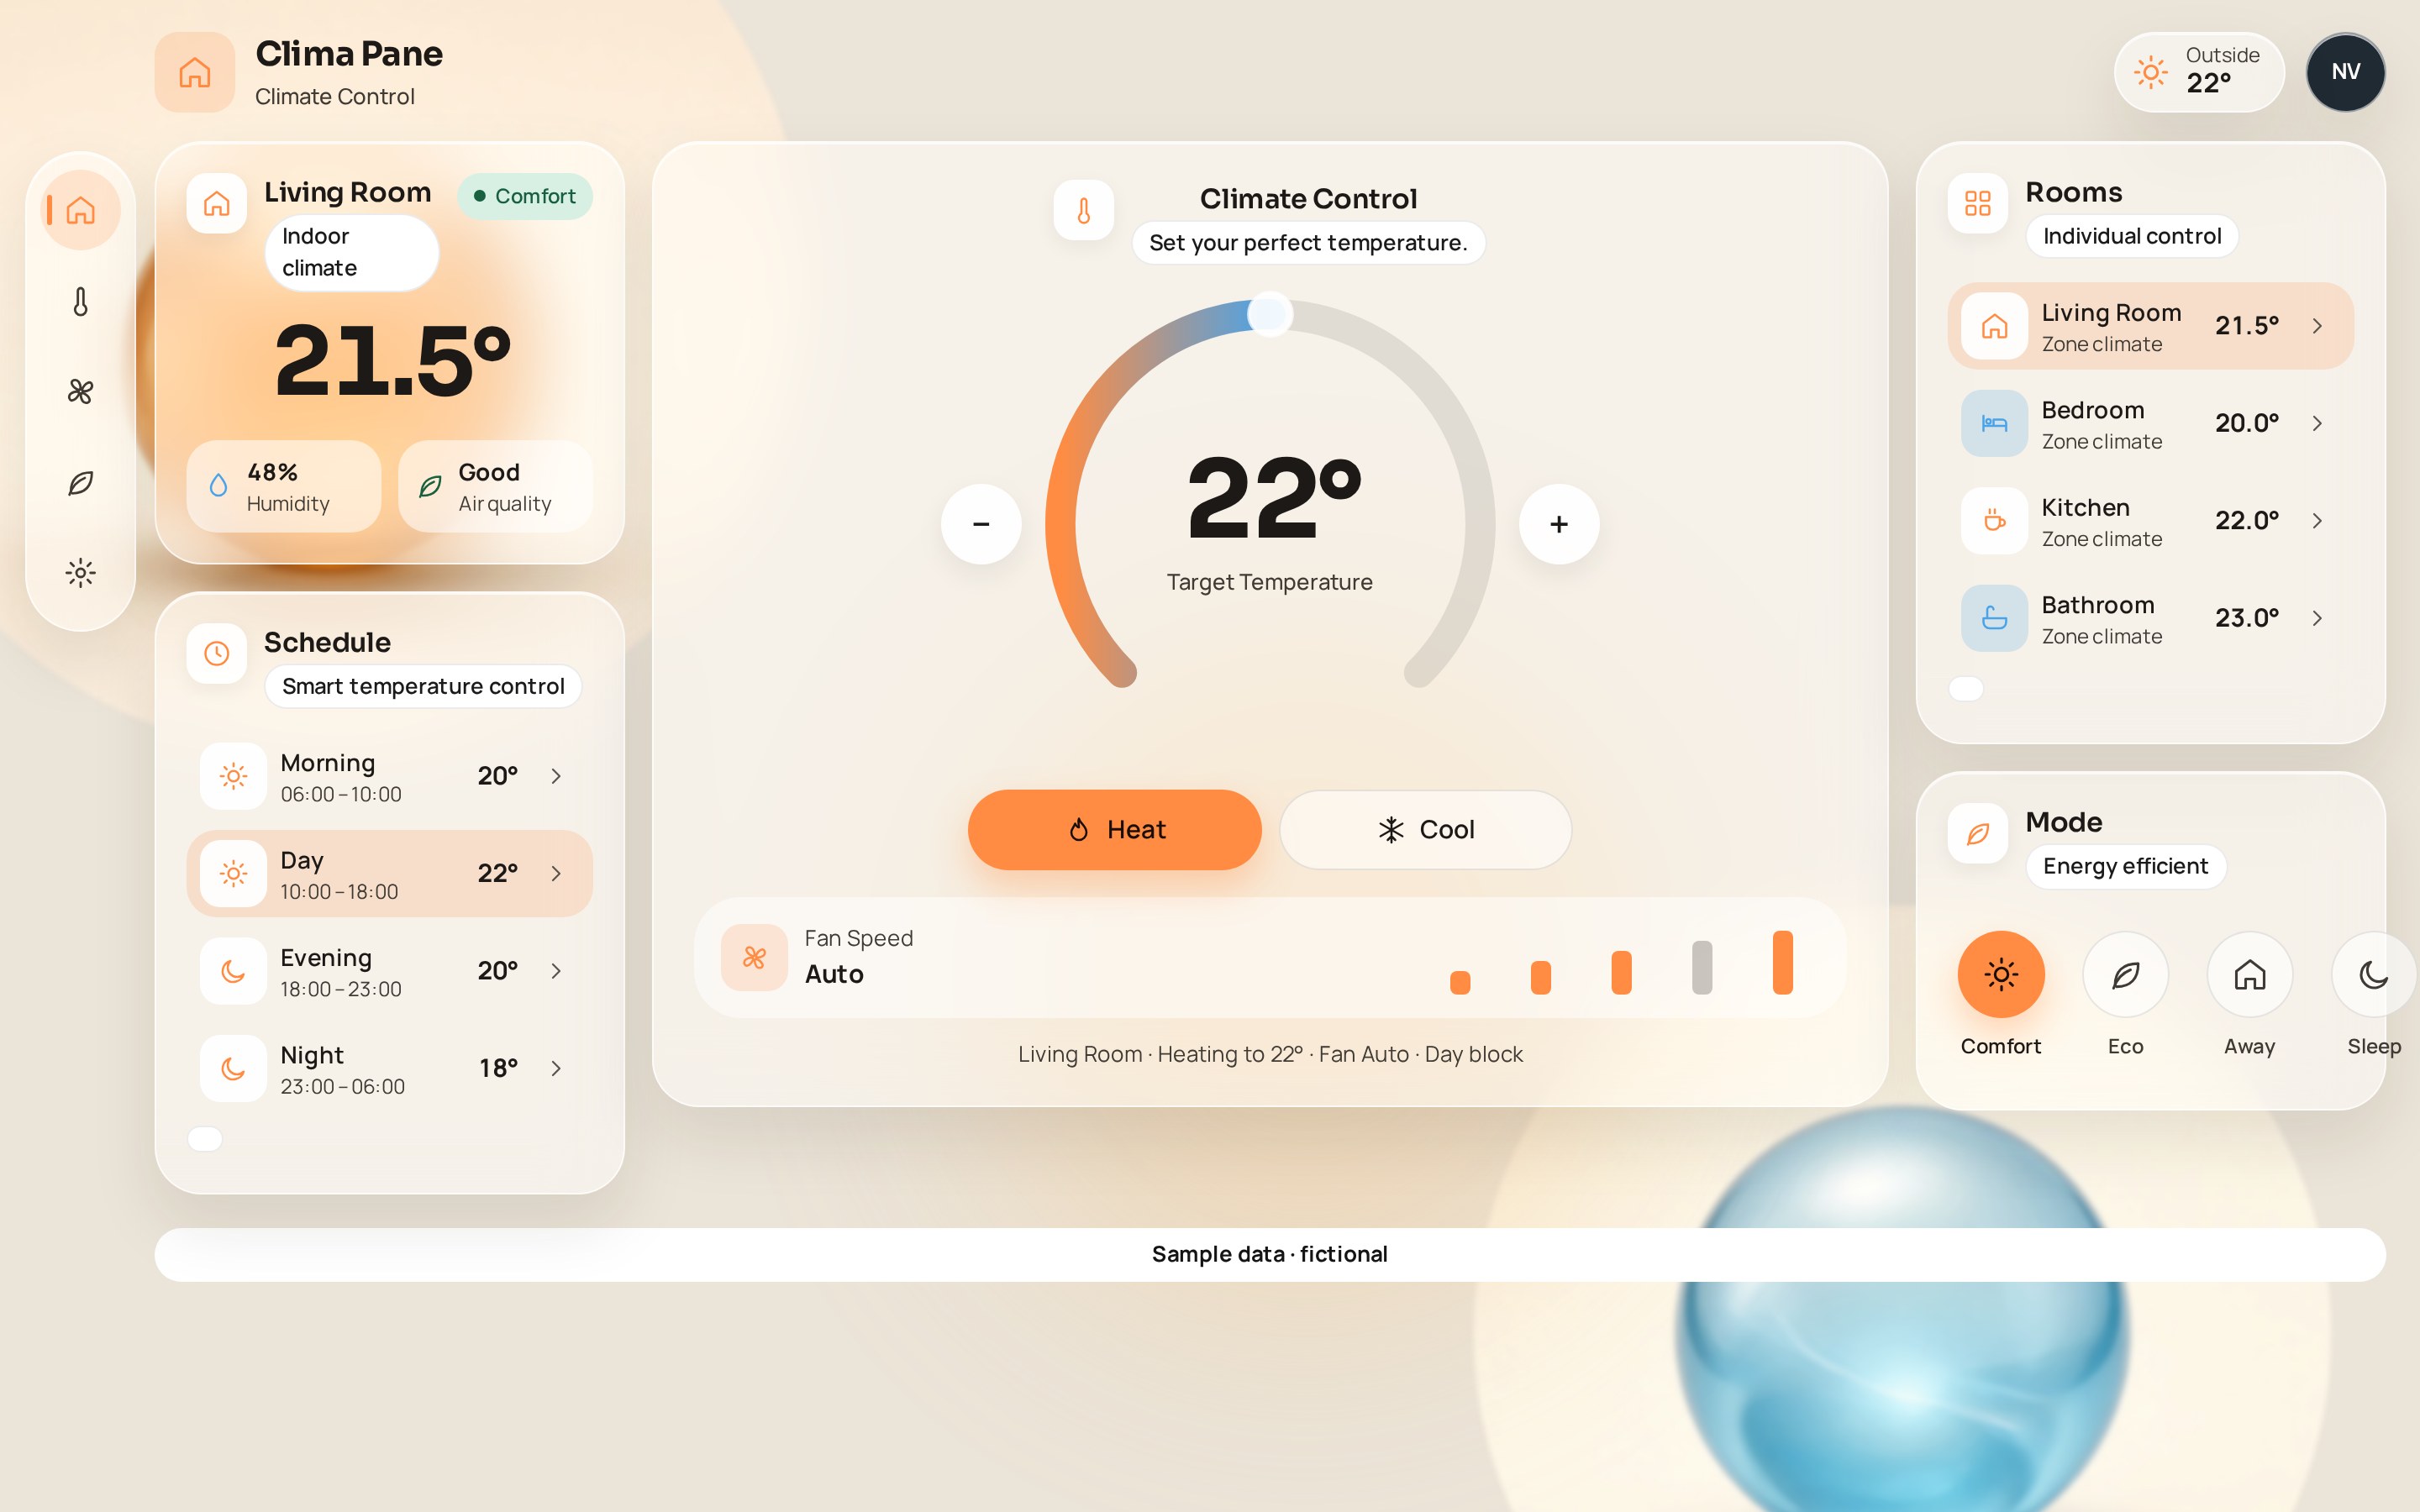 Clima Pane
Climate Control
Outside
22°
NV
Living Room
Comfort
Indoor
climate
21.5°
48%
Humidity
Good
Air quality
Schedule
Smart temperature control
Morning
06:00 – 10:00
20°
Day
10:00 – 18:00
22°
Evening
18:00 – 23:00
20°
Night
23:00 – 06:00
18°
Climate Control
Set your perfect temperature.
22°
Target Temperature
−
+
Heat
Cool
Fan Speed
Auto
Living Room · Heating to 22° · Fan Auto · Day block
Rooms
Individual control
Living Room
Zone climate
21.5°
Bedroom
Zone climate
20.0°
Kitchen
Zone climate
22.0°
Bathroom
Zone climate
23.0°
Mode
Energy efficient
Comfort
Eco
Away
Sleep
Sample data · fictional